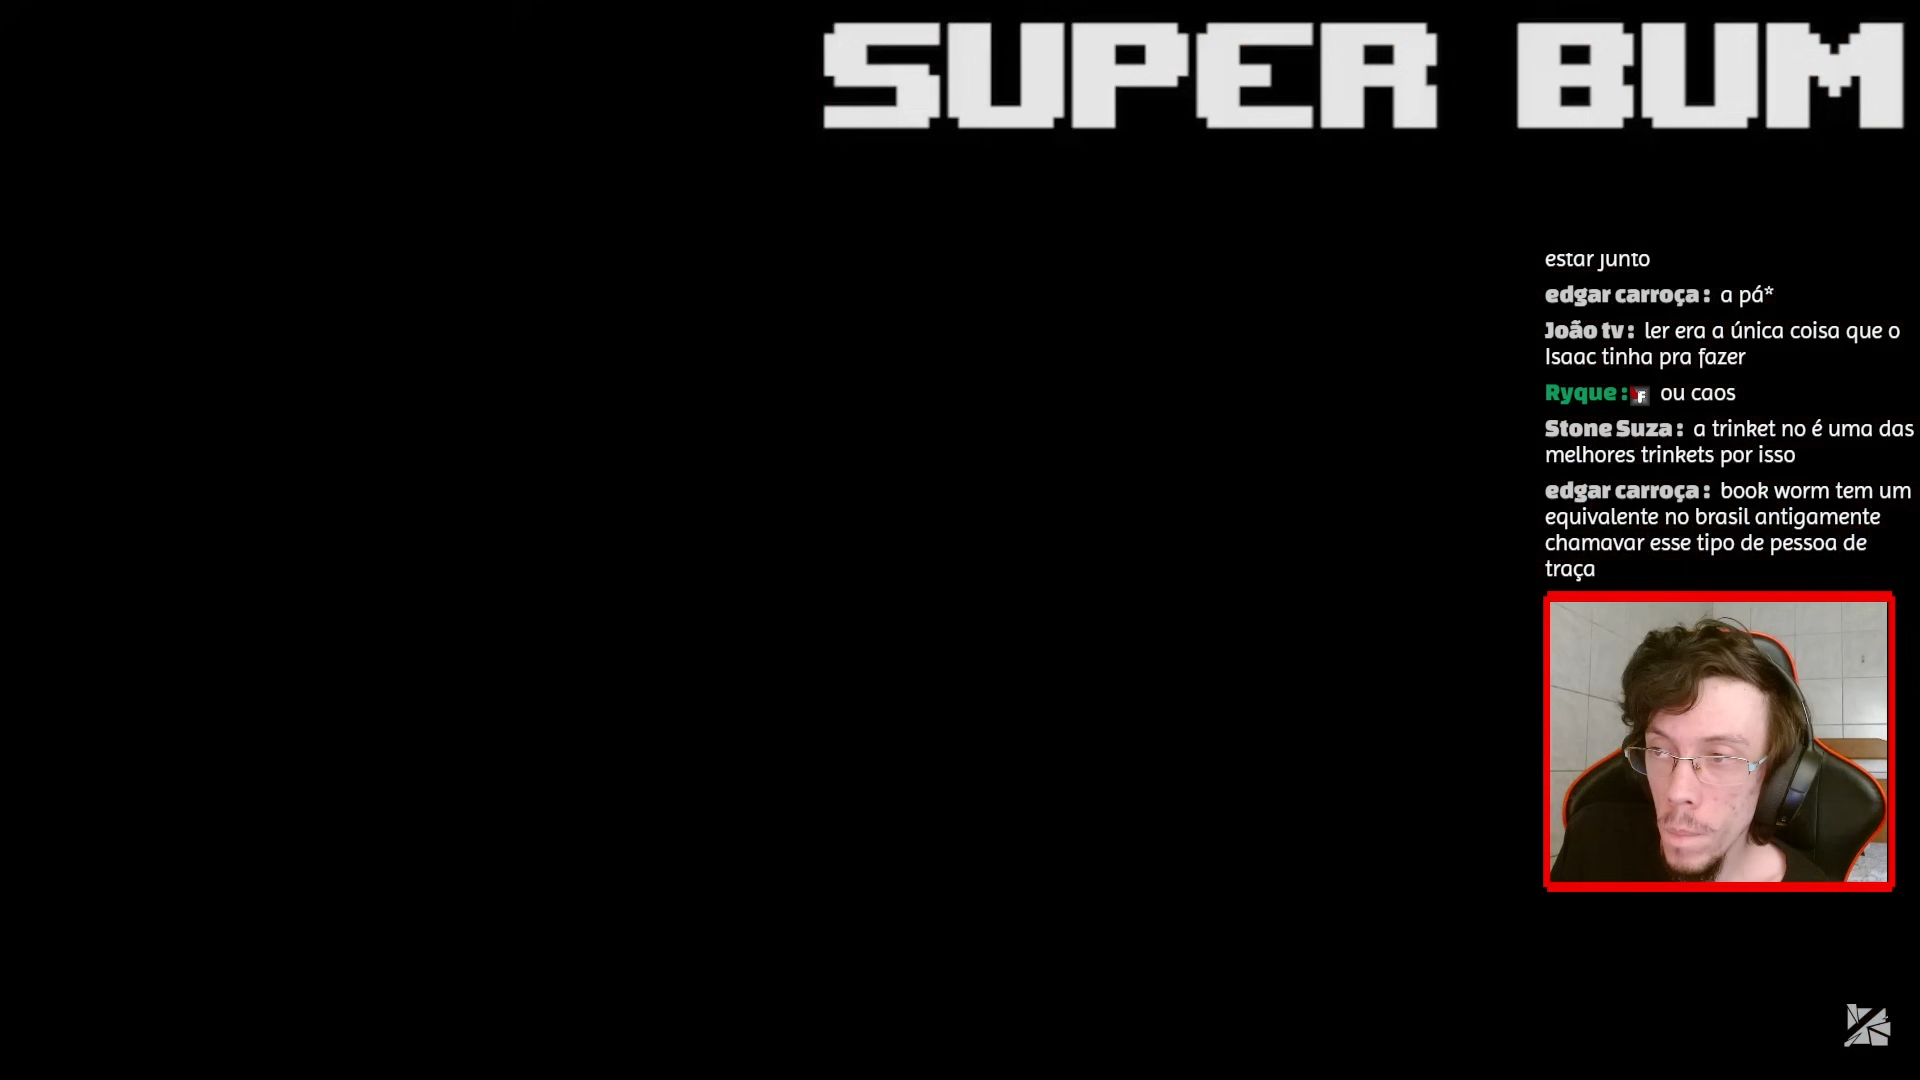 SUPER BUM
estar junto
edgar carroça: a pá*
João tv: ler era a única coisa que o
Isaac tinha pra fazer
Ryque: ou caos
Stone Suza: a trinket no é uma das
melhores trinkets por isso
edgar carroça: book worm tem um
equivalente no brasil antigamente
chamavar esse tipo de pessoa de
traça